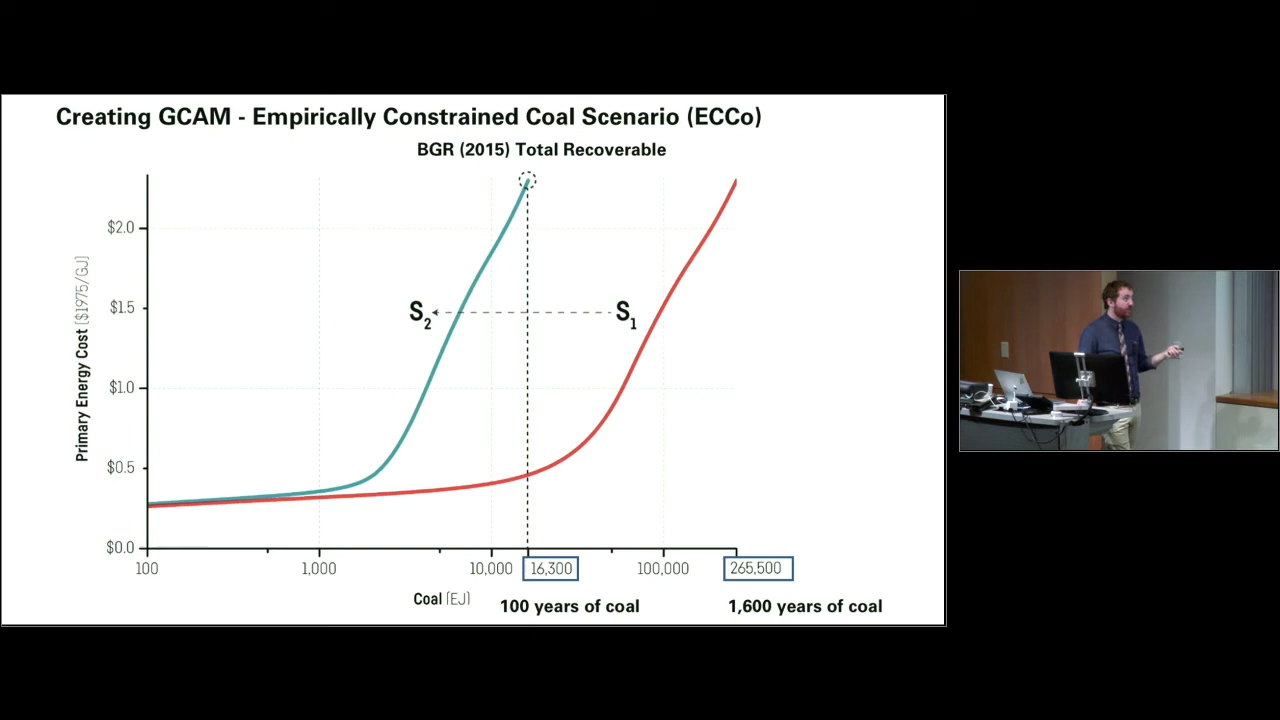 Creating GCAM - Empirically Constrained Coal Scenario (ECCo)
BGR (2015) Total Recoverable
$2.0
$1.5
$1.0
$0.5
$0.0
Primary Energy Cost [$1975/GJ]
S2
S1
100
1,000
10,000
16,300
100,000
265,500
Coal [EJ]
100 years of coal
1,600 years of coal